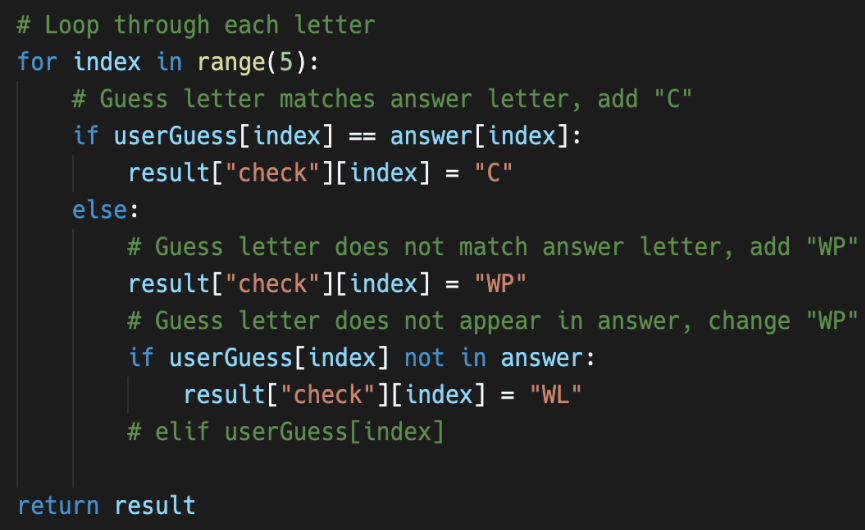 # Loop through each letter
for index in range(5):
    # Guess letter matches answer letter, add "C"
    if userGuess[index] == answer[index]:
        result["check"][index] = "C"
    else:
        # Guess letter does not match answer letter, add "WP"
        result["check"][index] = "WP"
        # Guess letter does not appear in answer, change "WP"
        if userGuess[index] not in answer:
            result["check"][index] = "WL"
        # elif userGuess[index]
return result